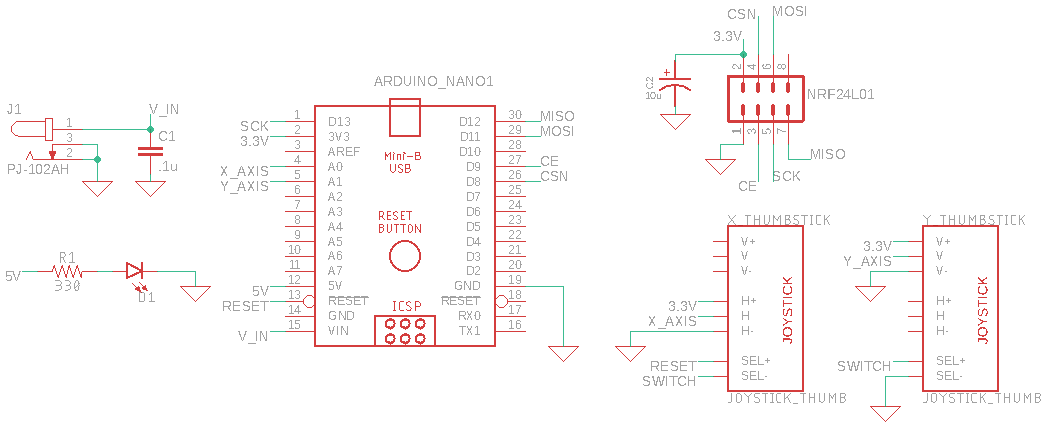 J1
1
3
2
PJ-102AH
V_IN
C1
.1u
5V
R1
330
D1
ARDUINO_NANO1
Mini-B
USB
RESET
BUTTON
ICSP
SCK 1 D13
3.3V 2 3V3
3 AREF
X_AXIS 4 A0
Y_AXIS 5 A1
6 A2
7 A3
8 A4
9 A5
10 A6
11 A7
5V 12 5V
RESET 13 RESET
14 GND
V_IN 15 VIN
D12 30 MISO
D11 29 MOSI
D10 28
D9 27 CE
D8 26 CSN
D7 25
D6 24
D5 23
D4 22
D3 21
D2 20
GND 19
RESET 18
RX0 17
TX1 16
CSN
MOSI
3.3V
2 4 6 8
+
C2
10u
NRF24L01
1 3 5 7
MISO
CE
SCK
X_THUMBSTICK
V+
V
V-
3.3V H+
X_AXIS H
H-
RESET SEL+
SWITCH SEL-
JOYSTICK
JOYSTICK_THUMB
Y_THUMBSTICK
3.3V V+
Y_AXIS V
V-
H+
H
H-
SWITCH SEL+
SEL-
JOYSTICK
JOYSTICK_THUMB